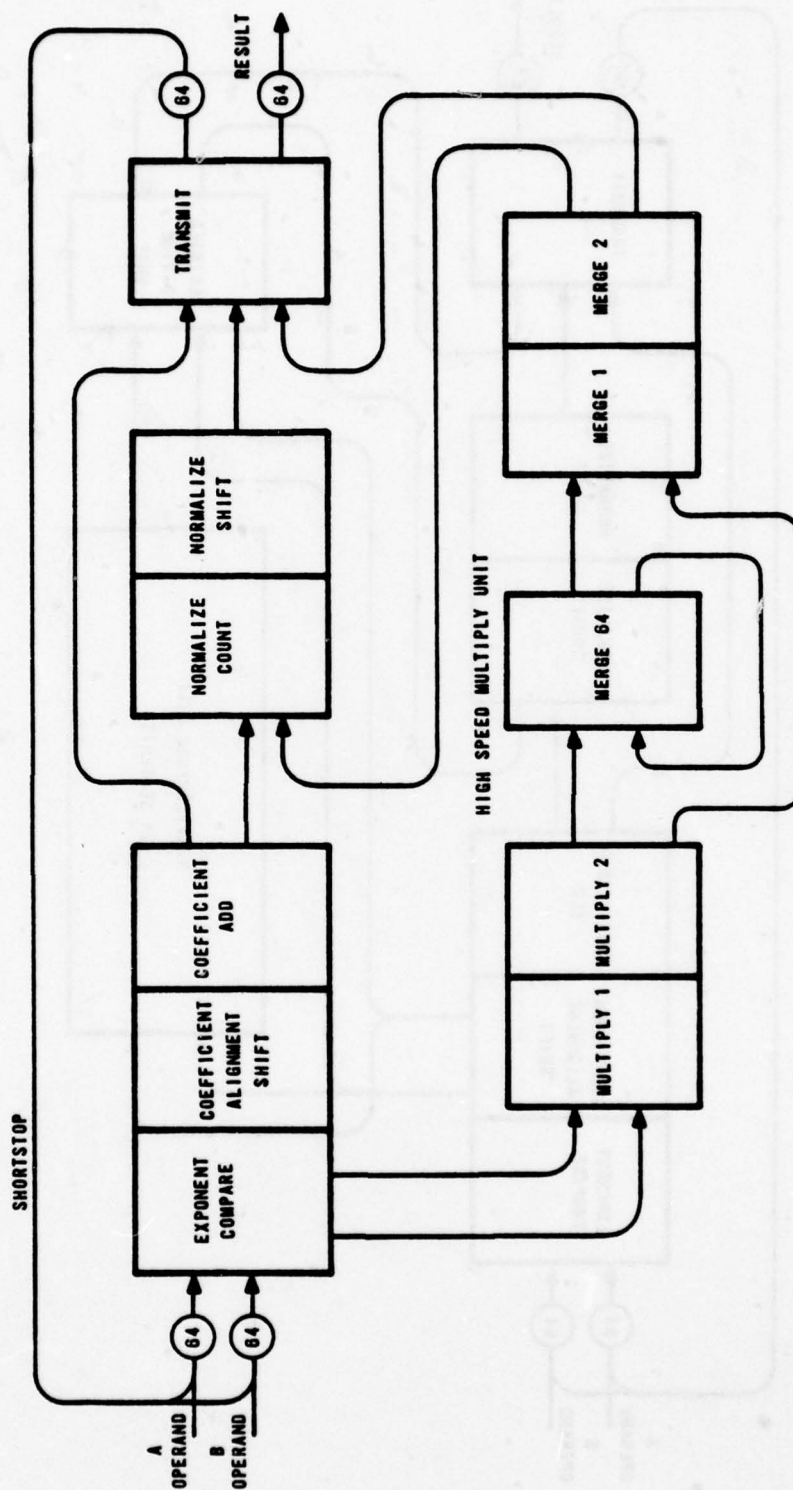 SHORTSTOP
A
OPERAND
B
OPERAND
64
64
EXPONENT
COMPARE
COEFFICIENT
ALIGNMENT
SHIFT
COEFFICIENT
ADD
NORMALIZE
COUNT
NORMALIZE
SHIFT
TRANSMIT
64
64
RESULT
HIGH SPEED MULTIPLY UNIT
MULTIPLY 1
MULTIPLY 2
MERGE 64
MERGE 1
MERGE 2